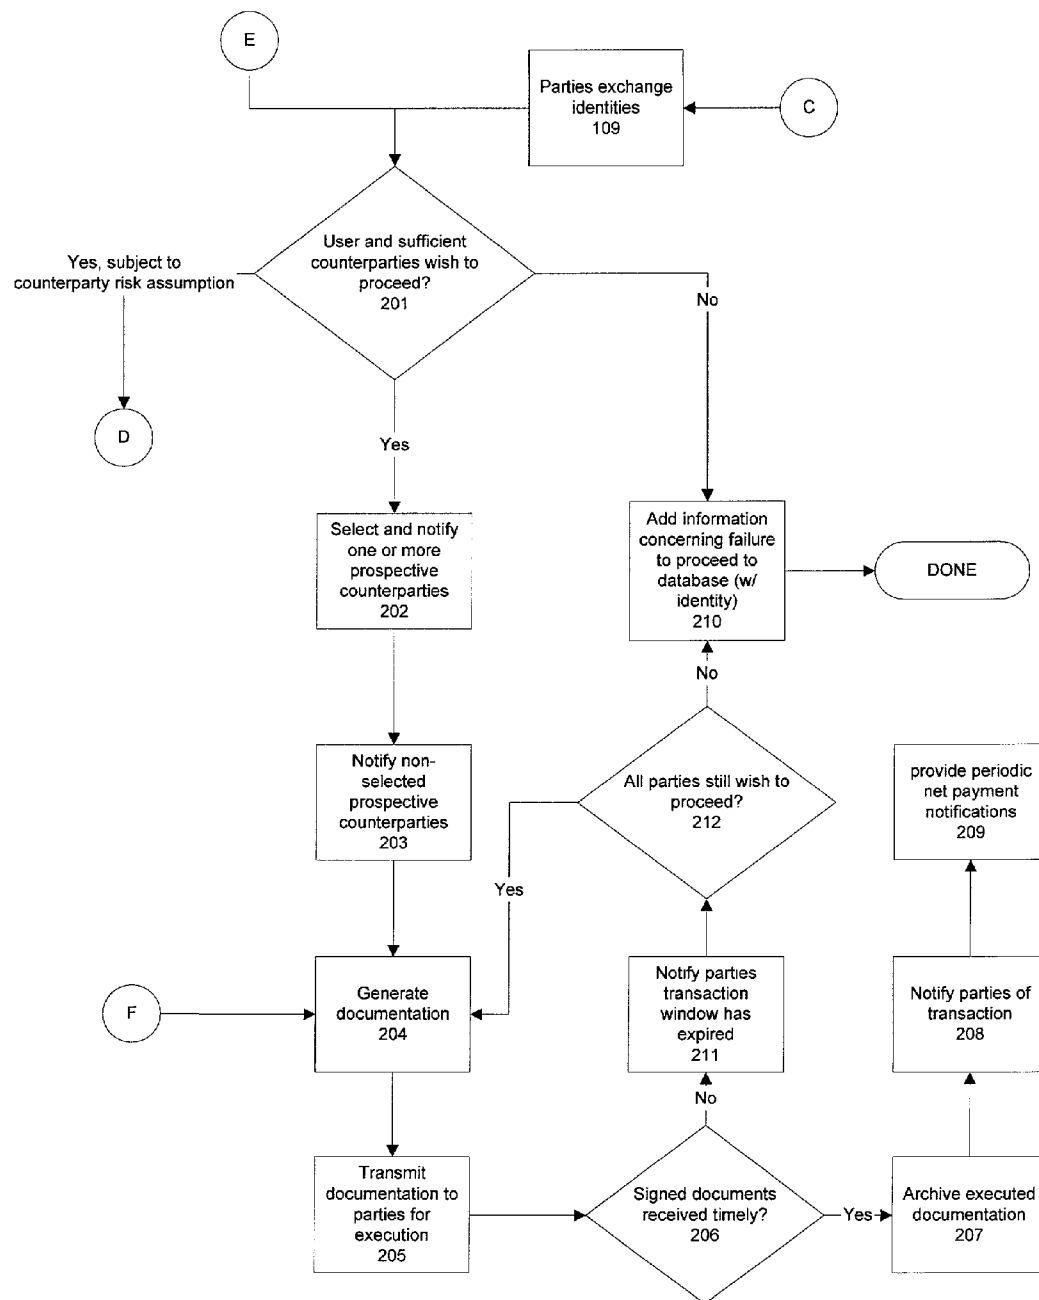 E
Parties exchange
identities
109
C
User and sufficient
counterparties wish to
proceed?
201
Yes, subject to
counterparty risk assumption
No
D
Yes
Select and notify
one or more
prospective
counterparties
202
Add information
concerning failure
to proceed to
database (w/
identity)
210
DONE
No
Notify non-
selected
prospective
counterparties
203
All parties still wish to
proceed?
212
provide periodic
net payment
notifications
209
Yes
F
Generate
documentation
204
Notify parties
transaction
window has
expired
211
Notify parties of
transaction
208
No
Transmit
documentation to
parties for
execution
205
Signed documents
received timely?
206
Yes
Archive executed
documentation
207